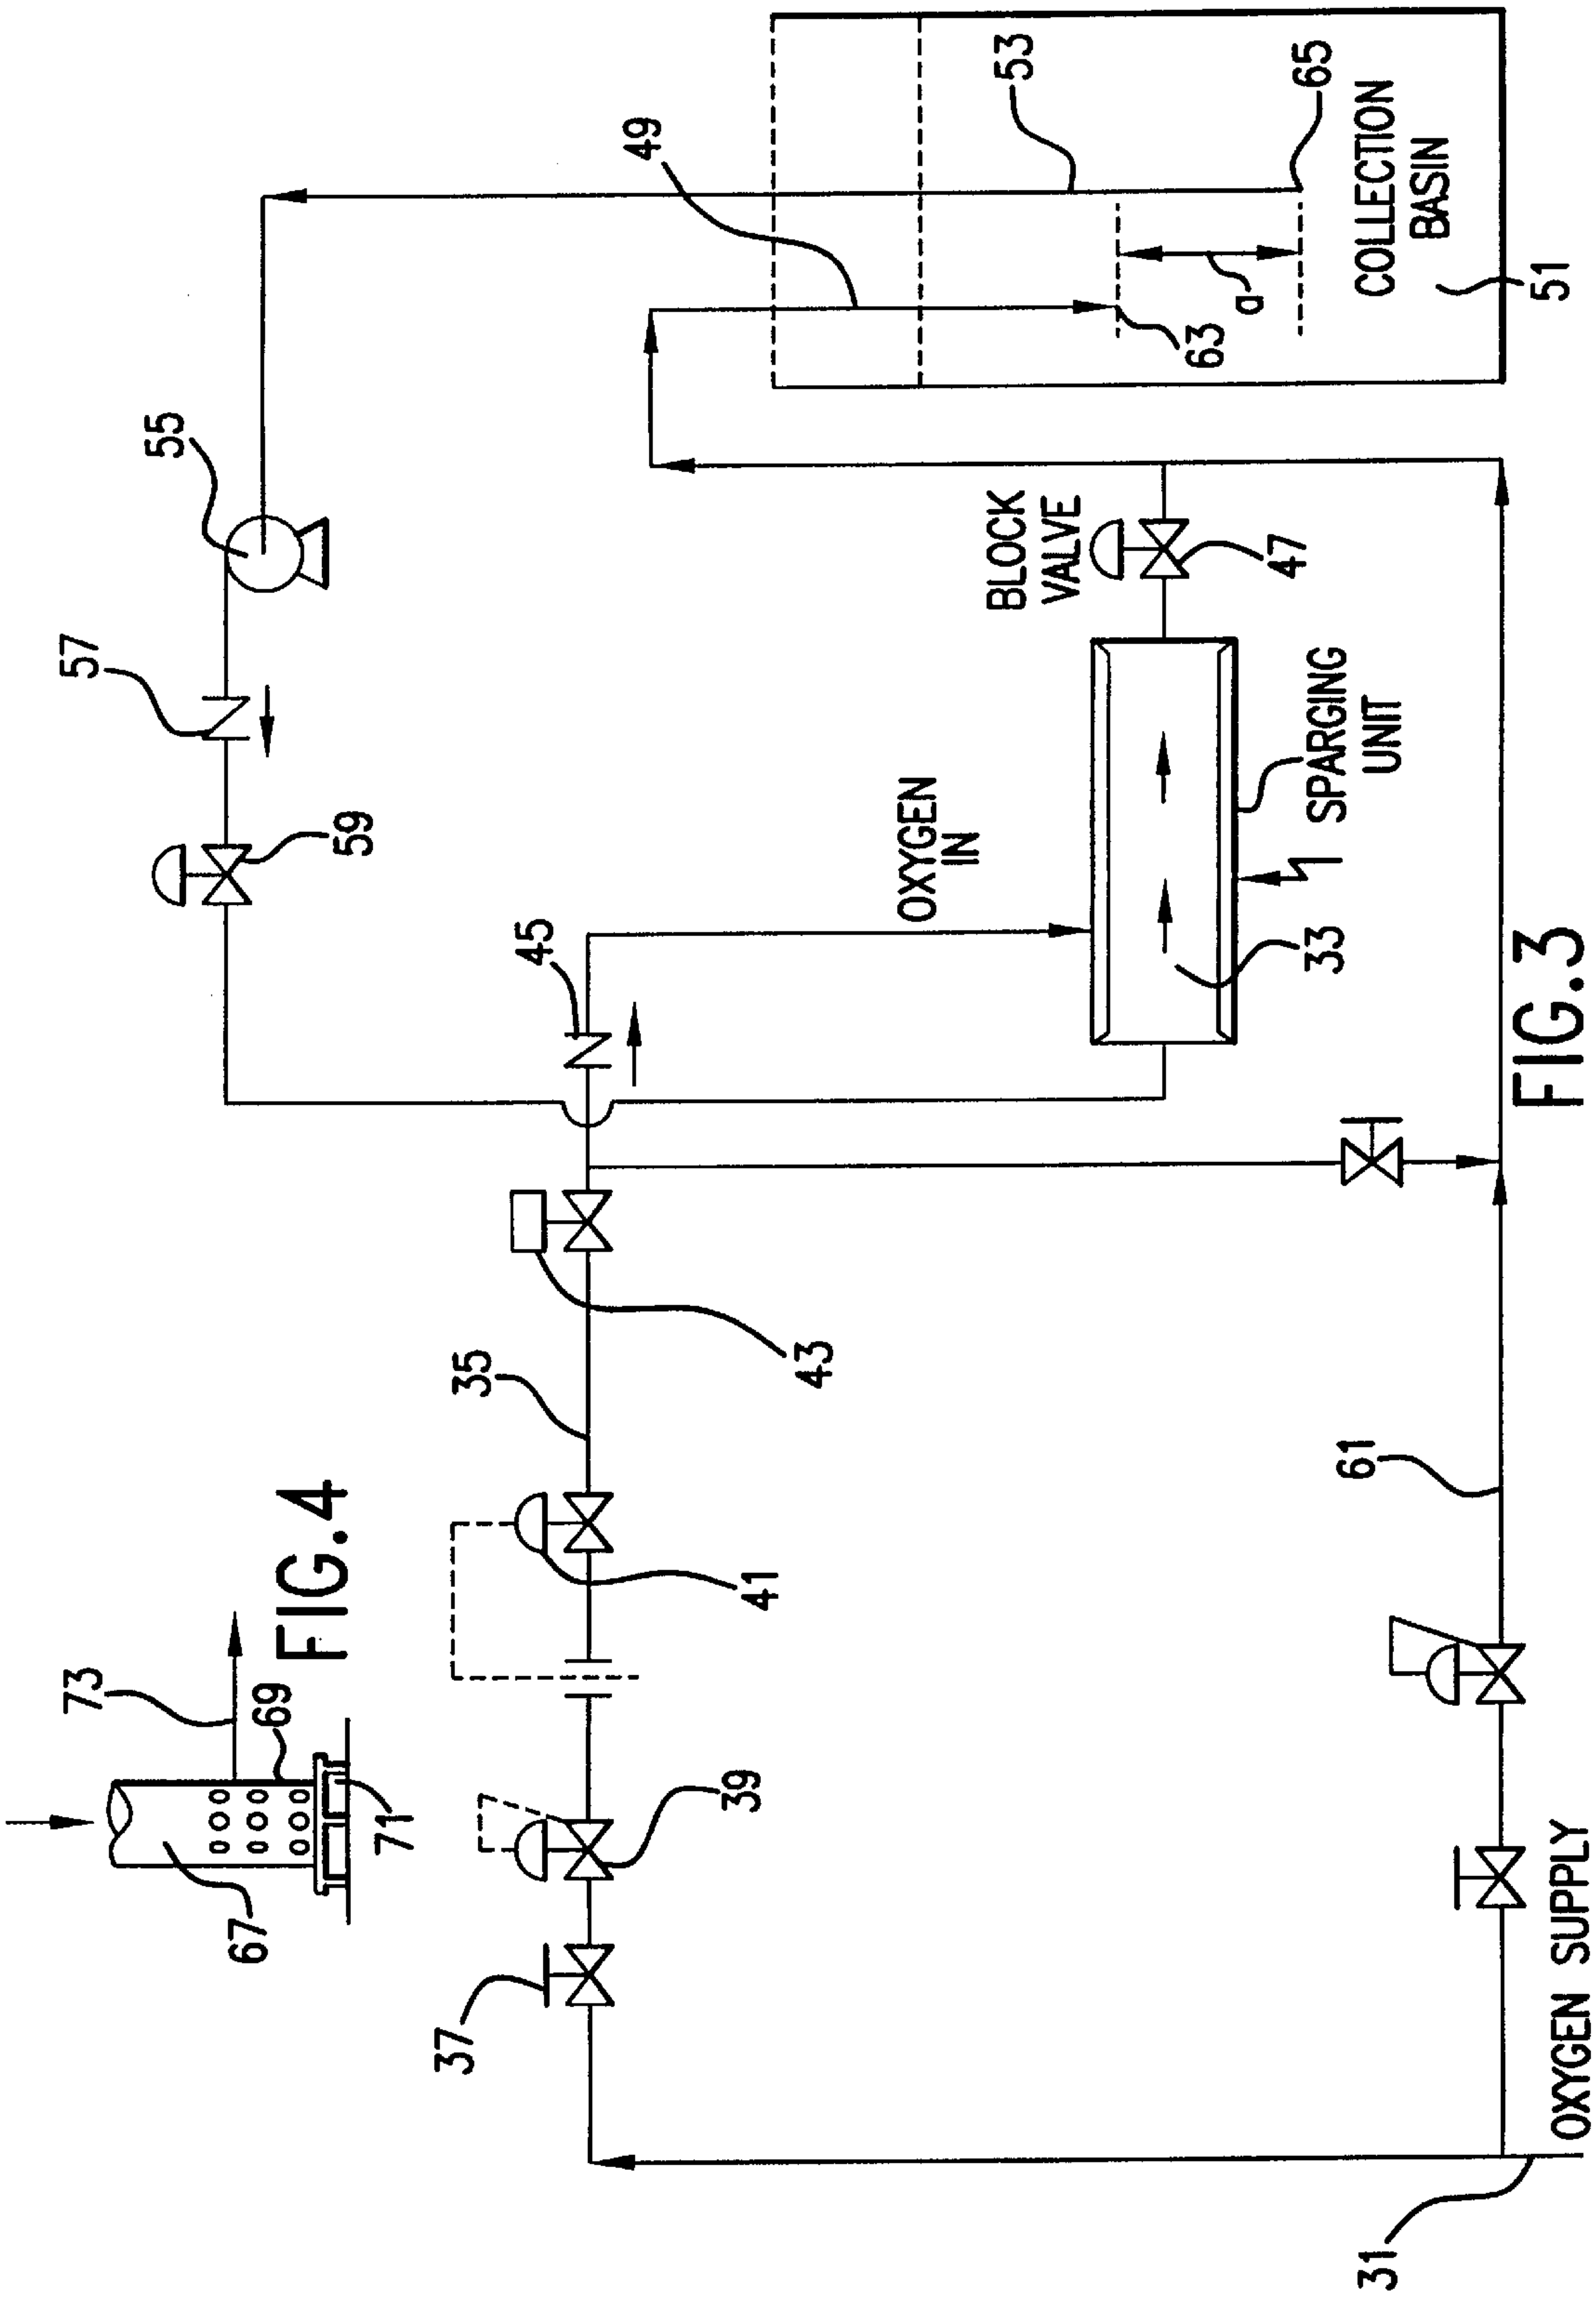 FIG.4
73
69
71
67
FIG.3
31
OXYGEN SUPPLY
37
39
41
35
43
45
OXYGEN
IN
33
SPARGING
UNIT
BLOCK
VALVE
47
61
59
57
55
49
53
63
65
a
COLLECTION
BASIN
51